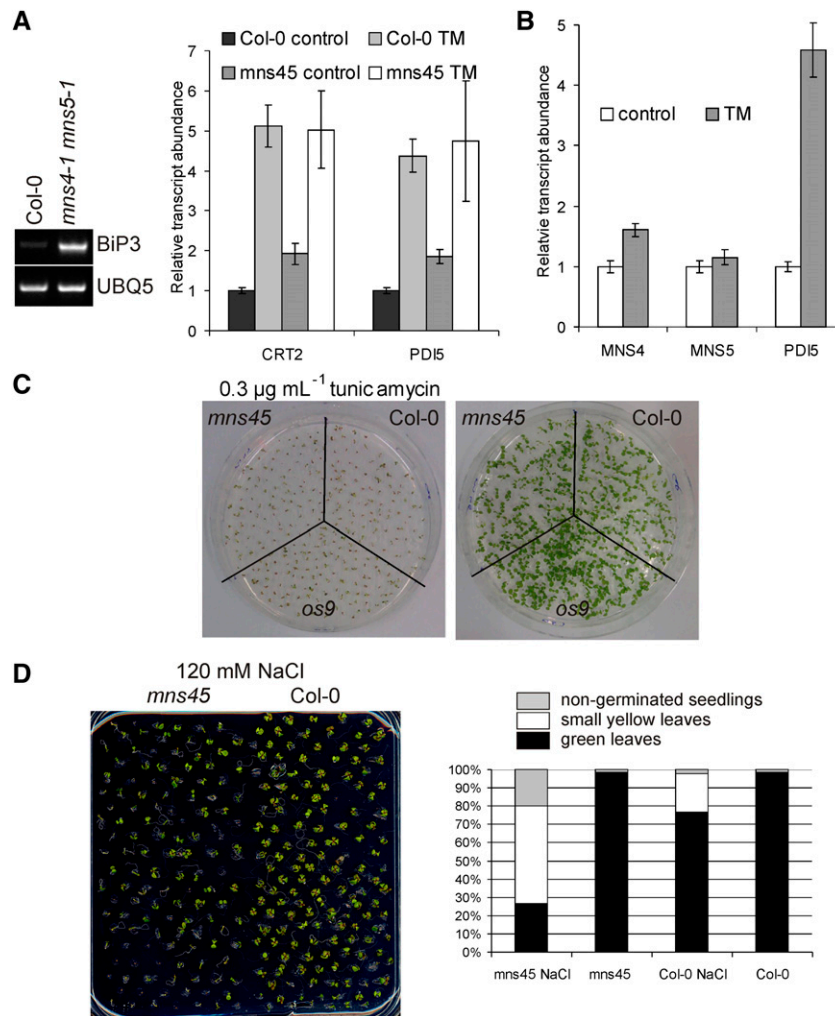 A
Col-0
mns4-1 mns5-1
BiP3
UBQ5
Relative transcript abundance
7
6
5
4
3
2
1
0
Col-0 control
Col-0 TM
mns45 control
mns45 TM
CRT2
PDI5
B
Relatvie transcript abundance
5
4
3
2
1
0
control
TM
MNS4
MNS5
PDI5
C
0.3 µg mL⁻¹ tunic amycin
mns45
Col-0
os9
mns45
Col-0
os9
D
120 mM NaCl
mns45
Col-0
non-germinated seedlings
small yellow leaves
green leaves
100%
90%
80%
70%
60%
50%
40%
30%
20%
10%
0%
mns45 NaCl
mns45
Col-0 NaCl
Col-0